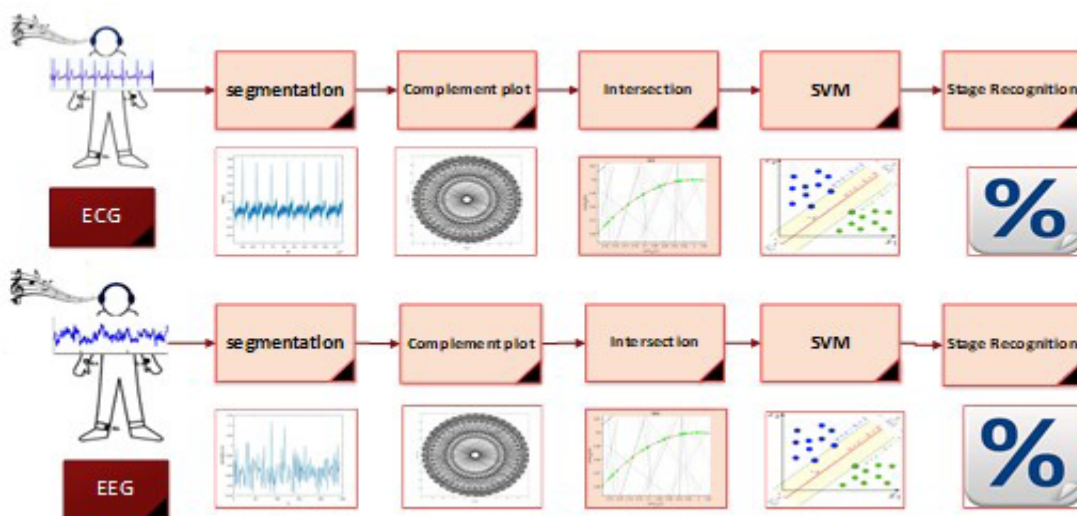 segmentation
Complement plot
Intersection
SVM
Stage Recognition
ECG
%
segmentation
Complement plot
Intersection
SVM
Stage Recognition
EEG
%